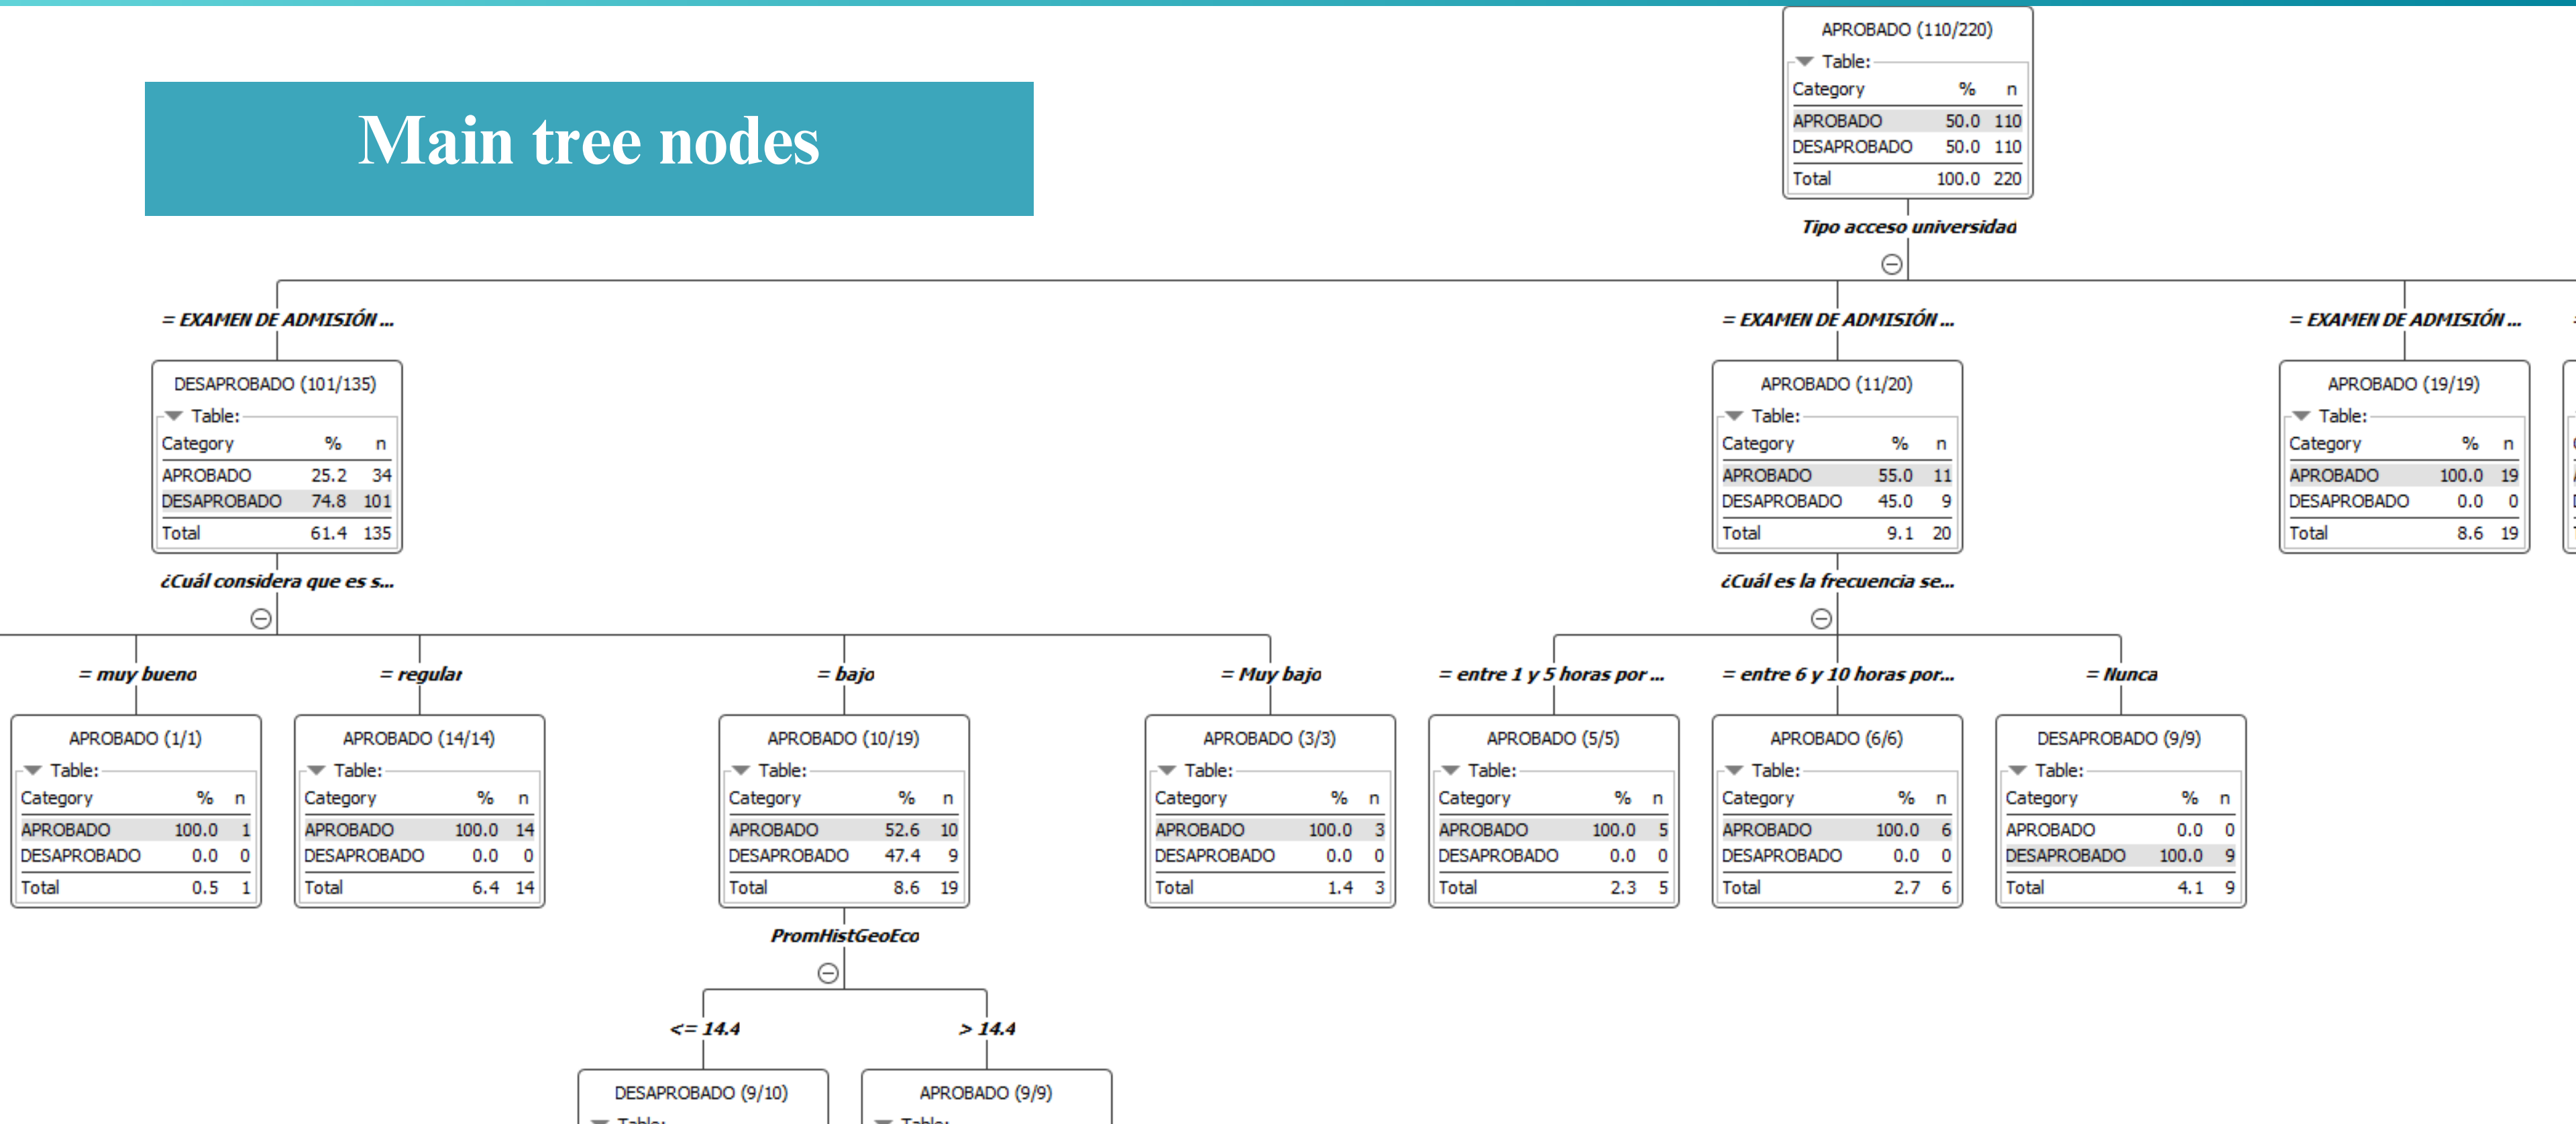 Main tree nodes
APROBADO (110/220)
Table:
Category % n
APROBADO 50.0 110
DESAPROBADO 50.0 110
Total 100.0 220
Tipo acceso universidad
= EXAMEN DE ADMISIÓN ...
DESAPROBADO (101/135)
Table:
Category % n
APROBADO 25.2 34
DESAPROBADO 74.8 101
Total 61.4 135
¿Cuál considera que es s...
= EXAMEN DE ADMISIÓN ...
APROBADO (11/20)
Table:
Category % n
APROBADO 55.0 11
DESAPROBADO 45.0 9
Total 9.1 20
¿Cuál es la frecuencia se...
= EXAMEN DE ADMISIÓN ...
APROBADO (19/19)
Table:
Category % n
APROBADO 100.0 19
DESAPROBADO 0.0 0
Total 8.6 19
= muy bueno
APROBADO (1/1)
Table:
Category % n
APROBADO 100.0 1
DESAPROBADO 0.0 0
Total 0.5 1
= regular
APROBADO (14/14)
Table:
Category % n
APROBADO 100.0 14
DESAPROBADO 0.0 0
Total 6.4 14
= bajo
APROBADO (10/19)
Table:
Category % n
APROBADO 52.6 10
DESAPROBADO 47.4 9
Total 8.6 19
PromHistGeoEco
= Muy bajo
APROBADO (3/3)
Table:
Category % n
APROBADO 100.0 3
DESAPROBADO 0.0 0
Total 1.4 3
= entre 1 y 5 horas por ...
APROBADO (5/5)
Table:
Category % n
APROBADO 100.0 5
DESAPROBADO 0.0 0
Total 2.3 5
= entre 6 y 10 horas por...
APROBADO (6/6)
Table:
Category % n
APROBADO 100.0 6
DESAPROBADO 0.0 0
Total 2.7 6
= Nunca
DESAPROBADO (9/9)
Table:
Category % n
APROBADO 0.0 0
DESAPROBADO 100.0 9
Total 4.1 9
<= 14.4
DESAPROBADO (9/10)
Table:
> 14.4
APROBADO (9/9)
Table: